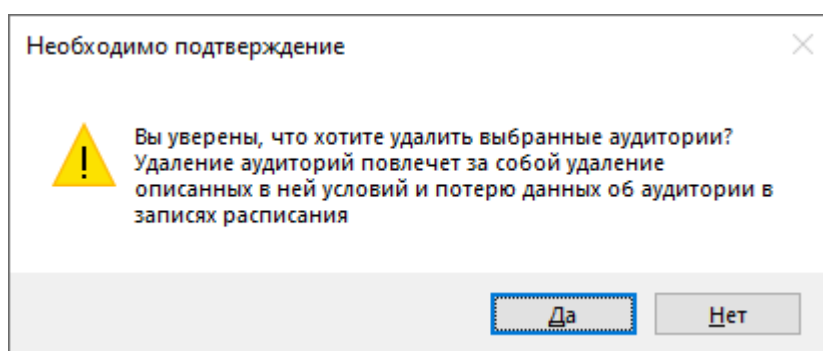 Необходимо подтверждение
Вы уверены, что хотите удалить выбранные аудитории?
Удаление аудиторий повлечет за собой удаление
описанных в ней условий и потерю данных об аудитории в
записях расписания
Да
Нет